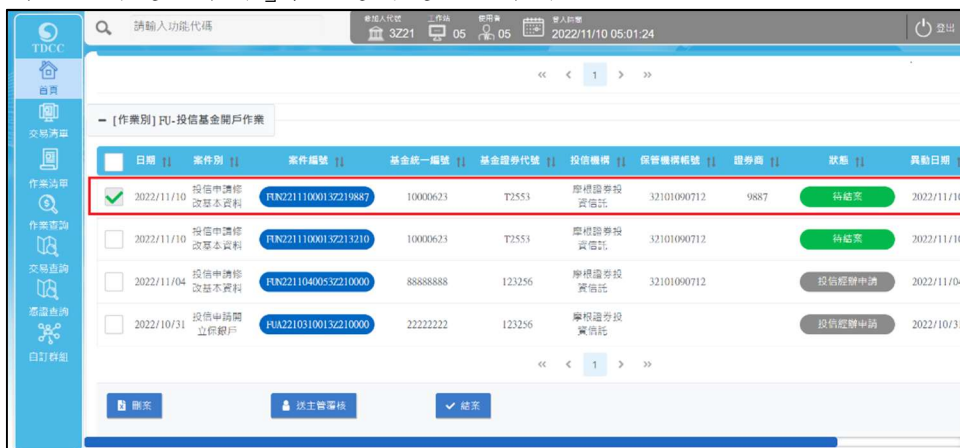 請輸入功能代碼
參加人代號 工作站 使用者 登入時間
3Z21 05 05 2022/11/10 05:01:24
登出
TDCC
首頁
交易清單
作業清單
作業查詢
交易查詢
憑證查詢
自訂群組
<< < 1 > >>
– [作業別] FU-投信基金開戶作業
日期 案件別 案件編號 基金統一編號 基金證券代號 投信機構 保管機構帳號 證券商 狀態 異動日期
2022/11/10 投信申請修改基本資料 FUN2211100013Z219887 10000623 T2553 摩根證券投資信託 32101090712 9887 待結案 2022/11/10
2022/11/10 投信申請修改基本資料 FUN2211100013Z213210 10000623 T2553 摩根證券投資信託 32101090712 待結案 2022/11/10
2022/11/04 投信申請修改基本資料 FUN2211040053Z210000 88888888 123256 摩根證券投資信託 32101090712 投信經辦申請 2022/11/04
2022/10/31 投信申請開立保銀戶 FUA2210310013Z210000 22222222 123256 摩根證券投資信託 投信經辦申請 2022/10/31
<< < 1 > >>
刪案 送主管覆核 結案